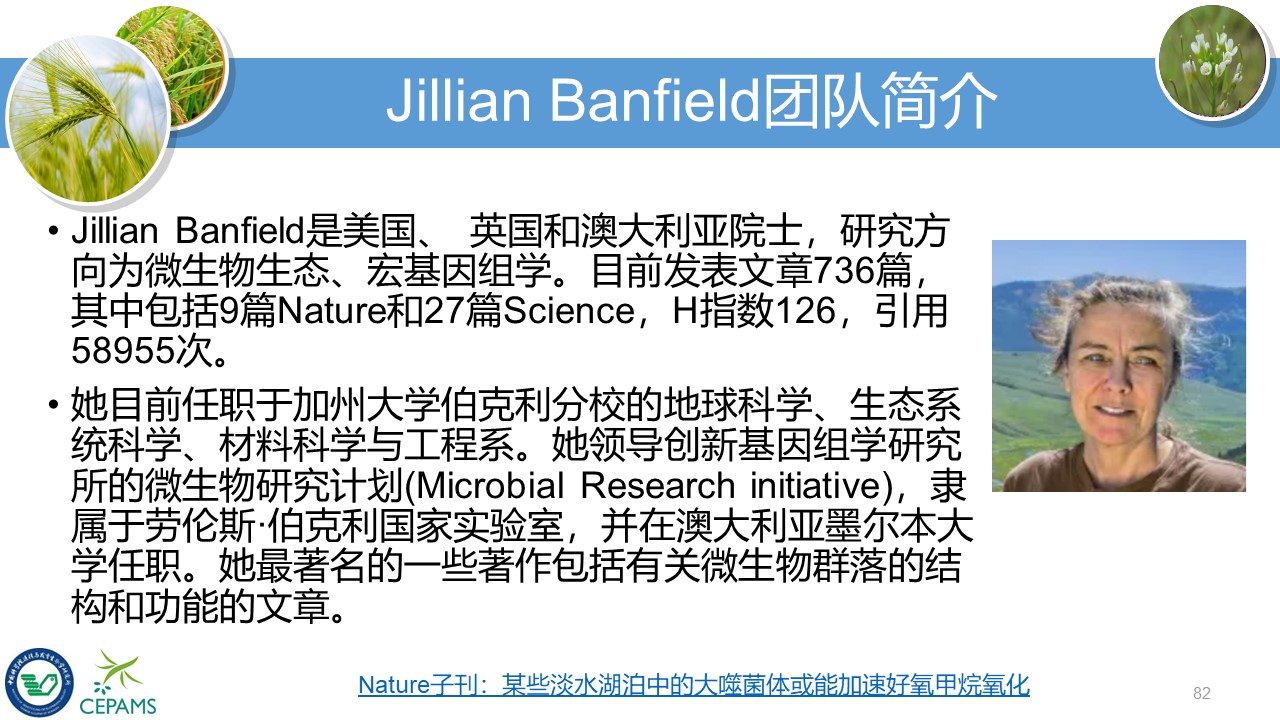 Jillian Banfield团队简介
• Jillian Banfield是美国、 英国和澳大利亚院士，研究方
向为微生物生态、宏基因组学。目前发表文章736篇，
其中包括9篇Nature和27篇Science，H指数126，引用
58955次。
• 她目前任职于加州大学伯克利分校的地球科学、生态系
统科学、材料科学与工程系。她领导创新基因组学研究
所的微生物研究计划(Microbial Research initiative)，隶
属于劳伦斯·伯克利国家实验室，并在澳大利亚墨尔本大
学任职。她最著名的一些著作包括有关微生物群落的结
构和功能的文章。
CEPAMS
Nature子刊：某些淡水湖泊中的大噬菌体或能加速好氧甲烷氧化
82